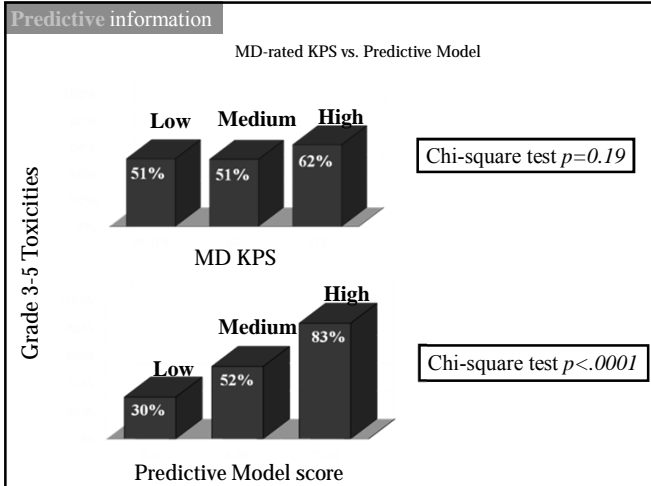 Predictive information
MD-rated KPS vs. Predictive Model
Grade 3-5 Toxicities
Low Medium High
51% 51% 62%
Chi-square test p=0.19
MD KPS
Low Medium High
30% 52% 83%
Chi-square test p<.0001
Predictive Model score